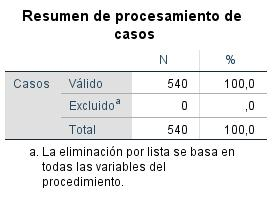 Resumen de procesamiento de
casos
N %
Casos Válido 540 100,0
Excluidoª 0 ,0
Total 540 100,0
a. La eliminación por lista se basa en
todas las variables del
procedimiento.